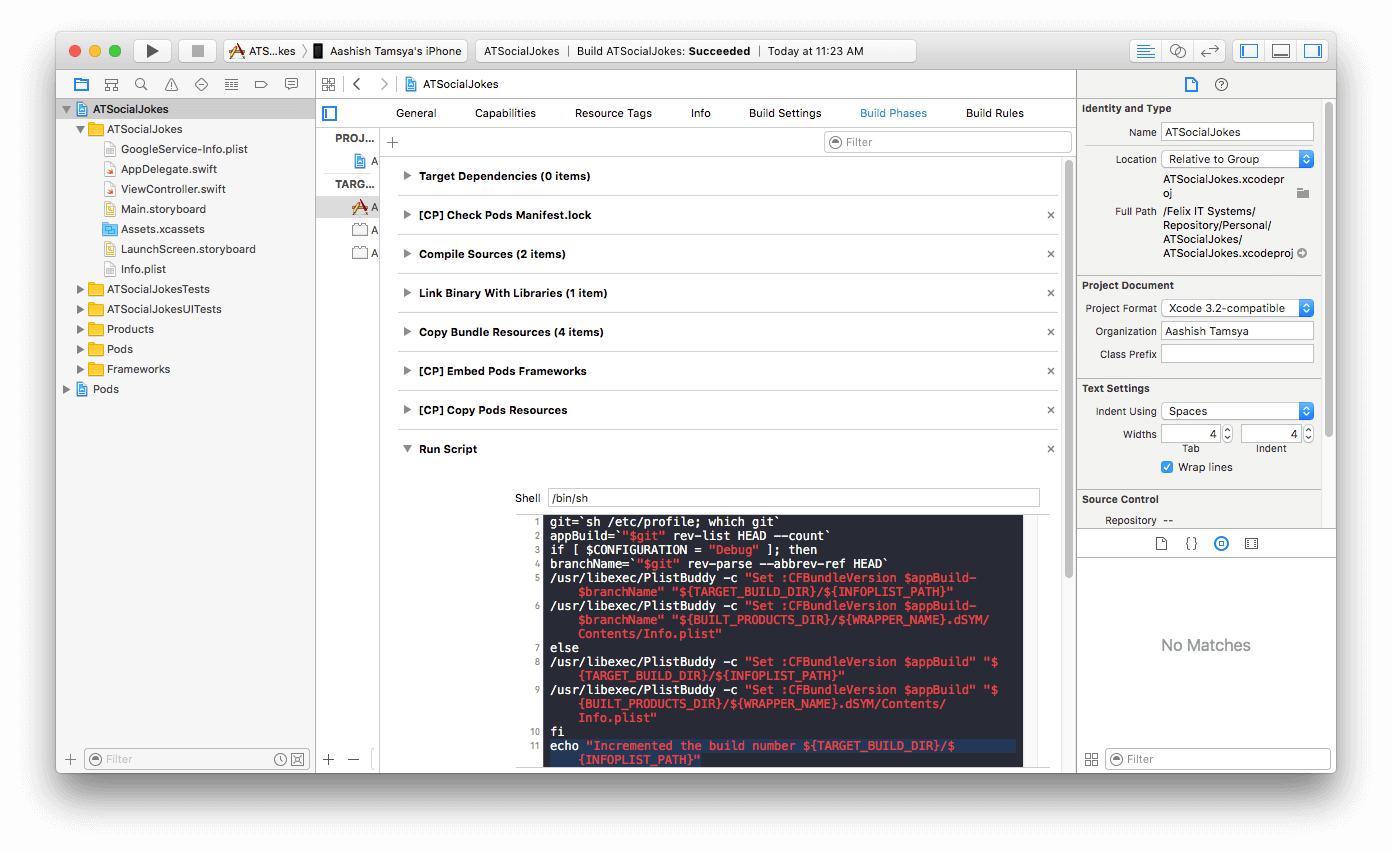 ATS...kes
Aashish Tamsya's iPhone
ATSocialJokes | Build ATSocialJokes: Succeeded | Today at 11:23 AM
ATSocialJokes
ATSocialJokes
GoogleService-Info.plist
AppDelegate.swift
ViewController.swift
Main.storyboard
Assets.xcassets
LaunchScreen.storyboard
Info.plist
ATSocialJokesTests
ATSocialJokesUITests
Products
Pods
Frameworks
Pods
Filter
ATSocialJokes
General Capabilities Resource Tags Info Build Settings Build Phases Build Rules
PROJ...
A
TARG...
A
A
A
Filter
Target Dependencies (0 items)
[CP] Check Pods Manifest.lock
Compile Sources (2 items)
Link Binary With Libraries (1 item)
Copy Bundle Resources (4 items)
[CP] Embed Pods Frameworks
[CP] Copy Pods Resources
Run Script
Shell /bin/sh
1 git=`sh /etc/profile; which git`
2 appBuild=`"$git" rev-list HEAD --count`
3 if [ $CONFIGURATION = "Debug" ]; then
4 branchName=`"$git" rev-parse --abbrev-ref HEAD`
5 /usr/libexec/PlistBuddy -c "Set :CFBundleVersion $appBuild-
$branchName" "${TARGET_BUILD_DIR}/${INFOPLIST_PATH}"
6 /usr/libexec/PlistBuddy -c "Set :CFBundleVersion $appBuild-
$branchName" "${BUILT_PRODUCTS_DIR}/${WRAPPER_NAME}.dSYM/
Contents/Info.plist"
7 else
8 /usr/libexec/PlistBuddy -c "Set :CFBundleVersion $appBuild" "$
{TARGET_BUILD_DIR}/${INFOPLIST_PATH}"
9 /usr/libexec/PlistBuddy -c "Set :CFBundleVersion $appBuild" "$
{BUILT_PRODUCTS_DIR}/${WRAPPER_NAME}.dSYM/Contents/
Info.plist"
10 fi
11 echo "Incremented the build number ${TARGET_BUILD_DIR}/$
{INFOPLIST_PATH}"
Identity and Type
Name ATSocialJokes
Location Relative to Group
ATSocialJokes.xcodepr
oj
Full Path /Felix IT Systems/
Repository/Personal/
ATSocialJokes/
ATSocialJokes.xcodeproj
Project Document
Project Format Xcode 3.2-compatible
Organization Aashish Tamsya
Class Prefix
Text Settings
Indent Using Spaces
Widths 4 4
Tab Indent
Wrap lines
Source Control
Repository --
No Matches
Filter